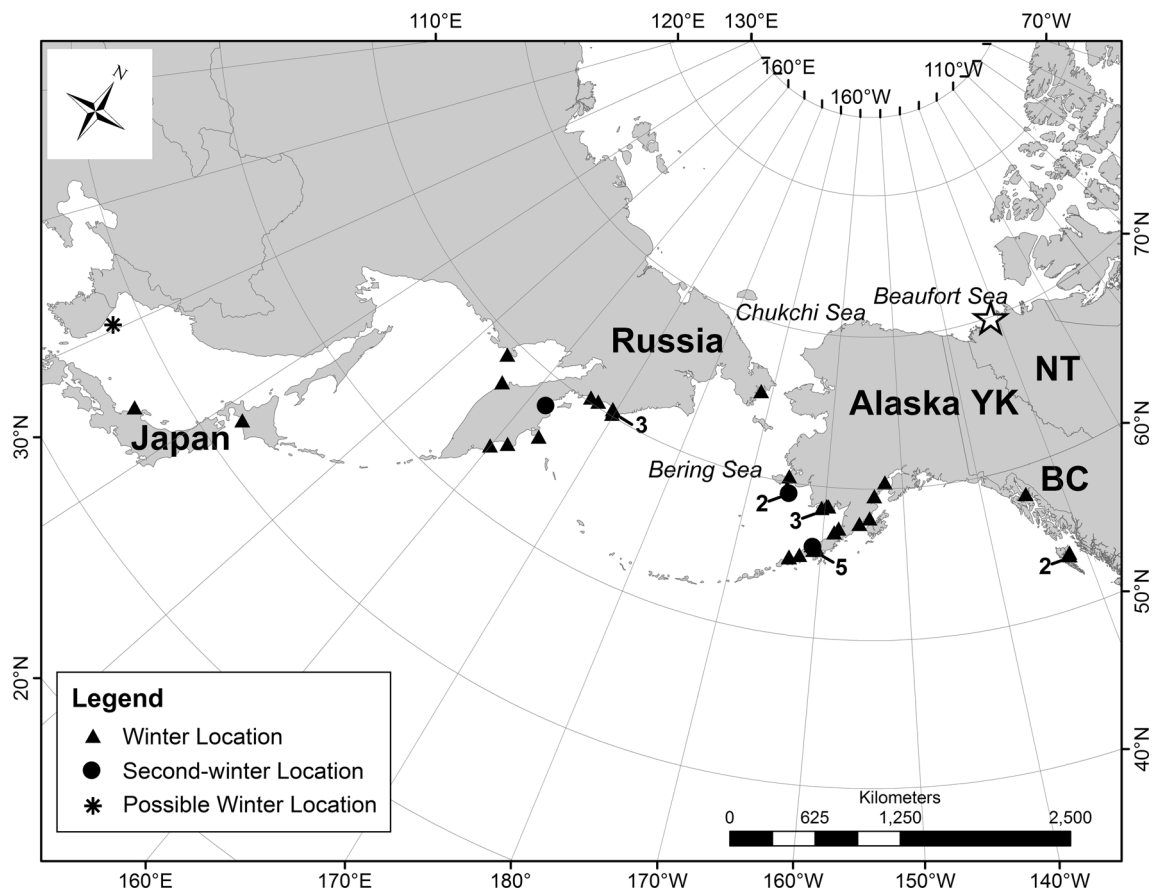 110°E 120°E 130°E 70°W
N
160°E
110°W
160°W
70°N
Beaufort Sea
Chukchi Sea
Russia
NT
Alaska YK
60°N
30°N
3
Japan
Bering Sea
BC
2
3
5
2
50°N
20°N
Legend
Winter Location
Second-winter Location
Possible Winter Location
40°N
Kilometers
0 625 1,250 2,500
160°E 170°E 180° 170°W 160°W 150°W 140°W